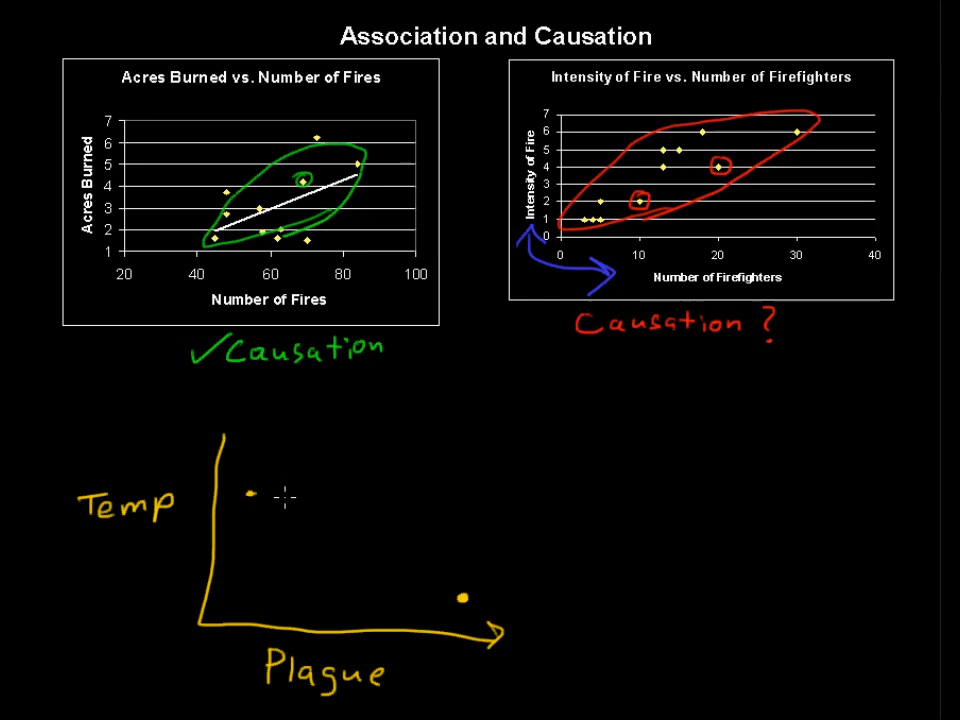 Association and Causation
Acres Burned vs. Number of Fires
Acres Burned
7
6
5
4
3
2
1
20 40 60 80 100
Number of Fires
✓Causation
Intensity of Fire vs. Number of Firefighters
Intensity of Fire
7
6
5
4
3
2
1
0
0 10 20 30 40
Number of Firefighters
Causation ?
Temp
Plague